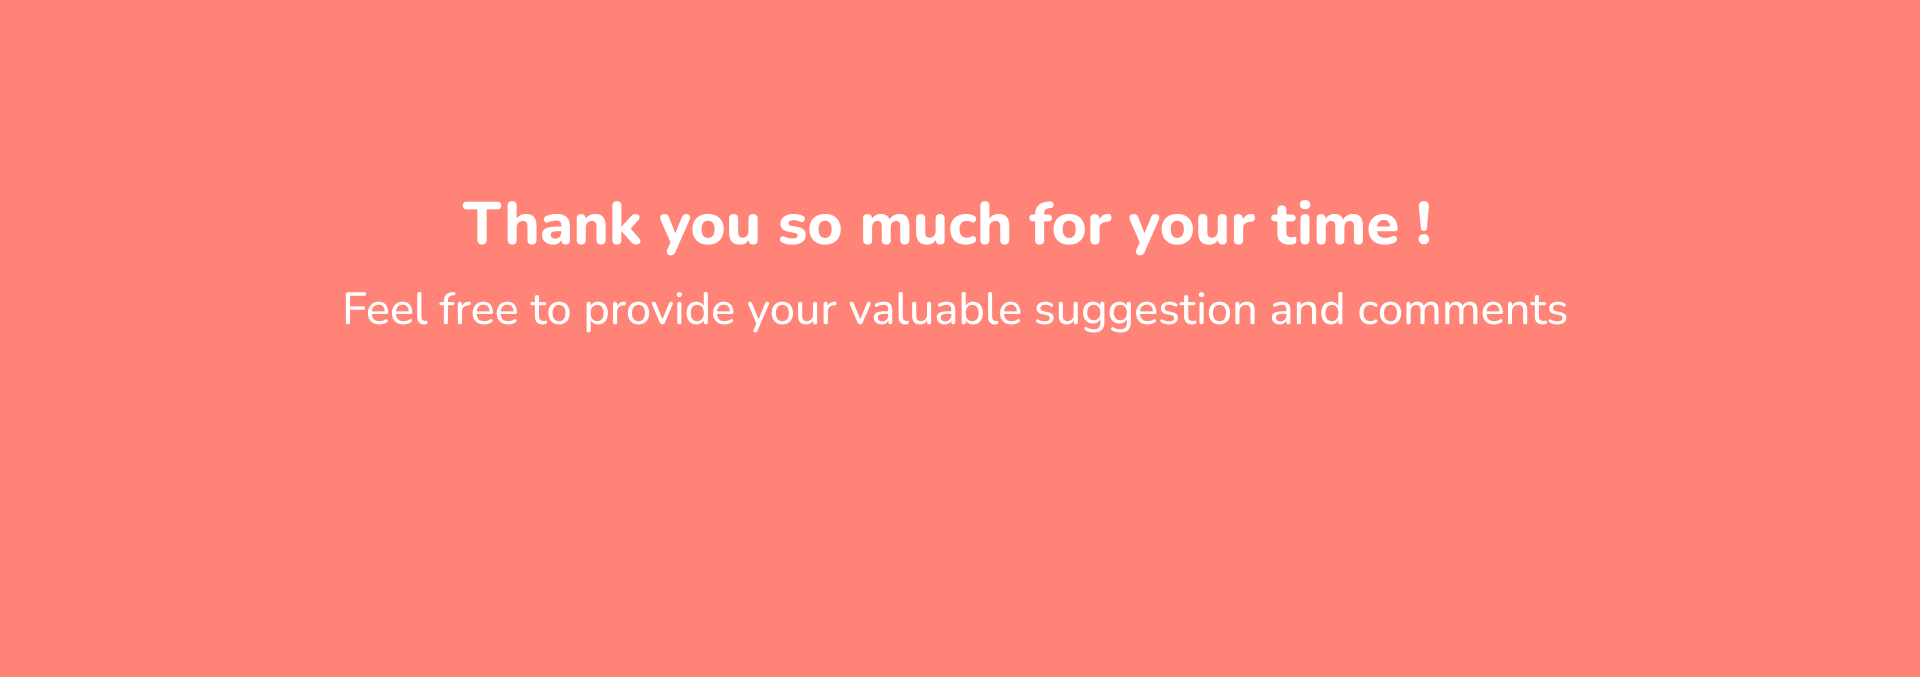 Thank you so much for your time !
Feel free to provide your valuable suggestion and comments